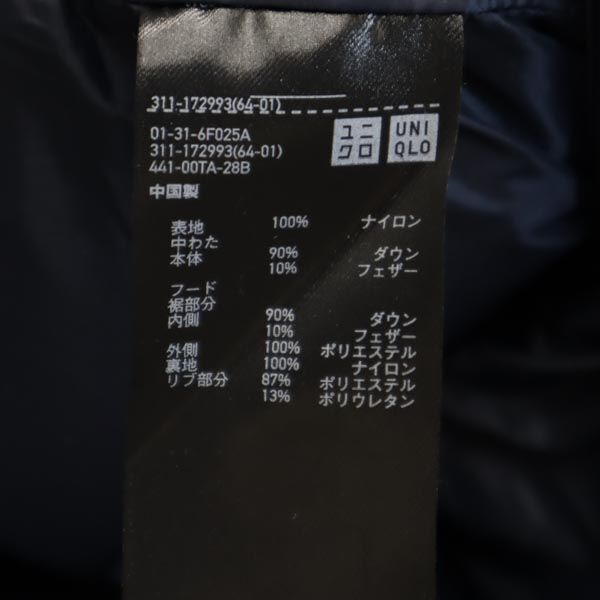 311-172993(64-01)
01-31-6F025A
311-172993(64-01)
441-00TA-28B
ユニ
クロ
UNI
QLO
中国製
表地 100% ナイロン
中わた
本体 90% ダウン
10% フェザー
フード
裾部分
内側 90% ダウン
10% フェザー
外側 100% ポリエステル
裏地 100% ナイロン
リブ部分 87% ポリエステル
13% ポリウレタン